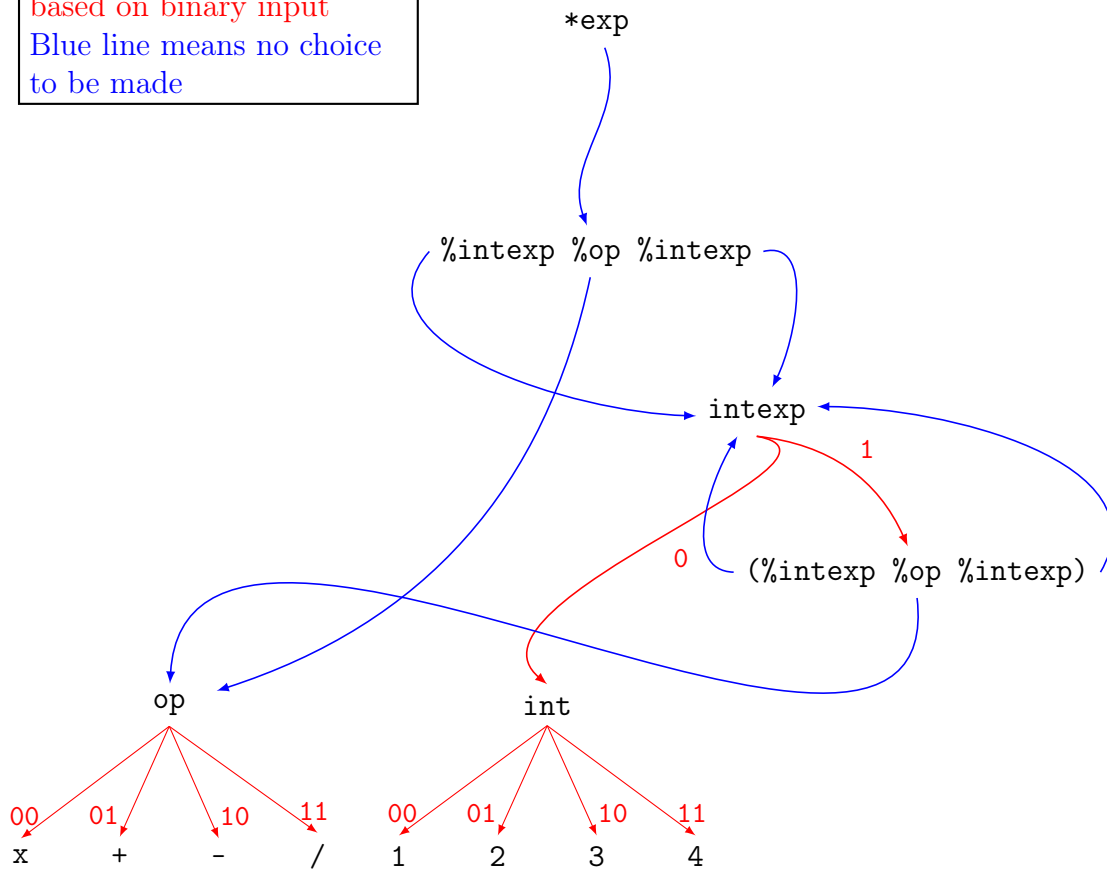 based on binary input
Blue line means no choice
to be made
*exp
%intexp %op %intexp
intexp
1
0
(%intexp %op %intexp)
op
int
00 01 10 11 00 01 10 11
x + - / 1 2 3 4